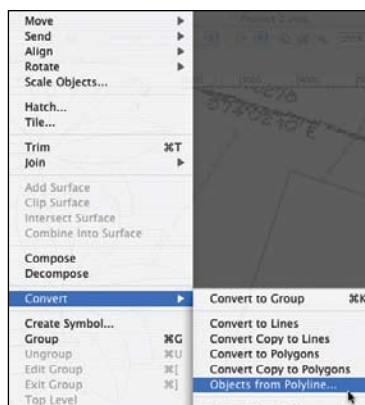 Move
Send
Align
Rotate
Scale Objects...
Hatch...
Tile...
Trim ⌘T
Join
Add Surface
Clip Surface
Intersect Surface
Combine Into Surface
Compose
Decompose
Convert
Create Symbol...
Group ⌘G
Ungroup ⌘U
Edit Group ⌘[
Exit Group ⌘]
Top Level
Convert to Group ⌘K
Convert to Lines
Convert Copy to Lines
Convert to Polygons
Convert Copy to Polygons
Objects from Polyline...